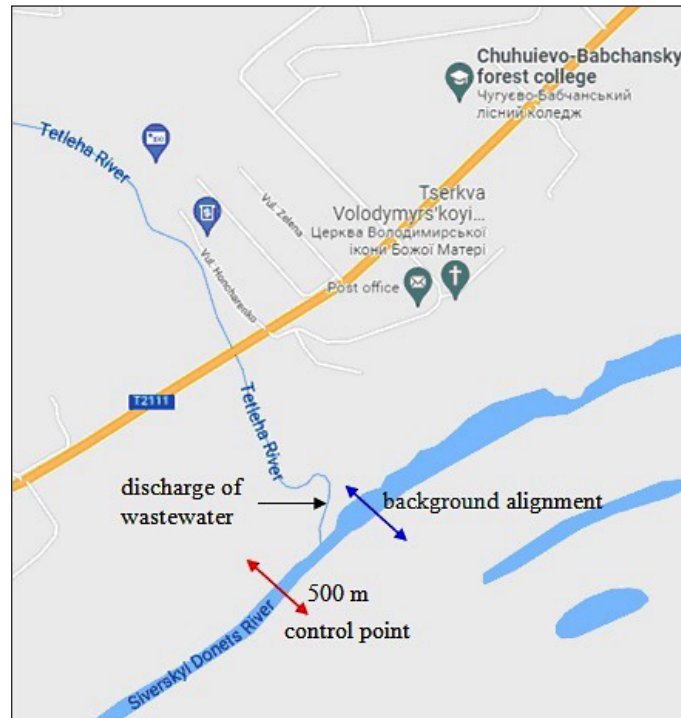 Chuhuievo-Babchansky
forest college
Чугуєво-Бабчанський
лісний коледж
Tetleha River
Tserkva
Volodymyrs'koyi...
Церква Володимирської
ікони Божої Матері
Vul. Zelena
Vul. Honcharenko
Post office
T2111
Tetleha River
discharge of
wastewater
background alignment
500 m
control point
Siverskyi Donets River